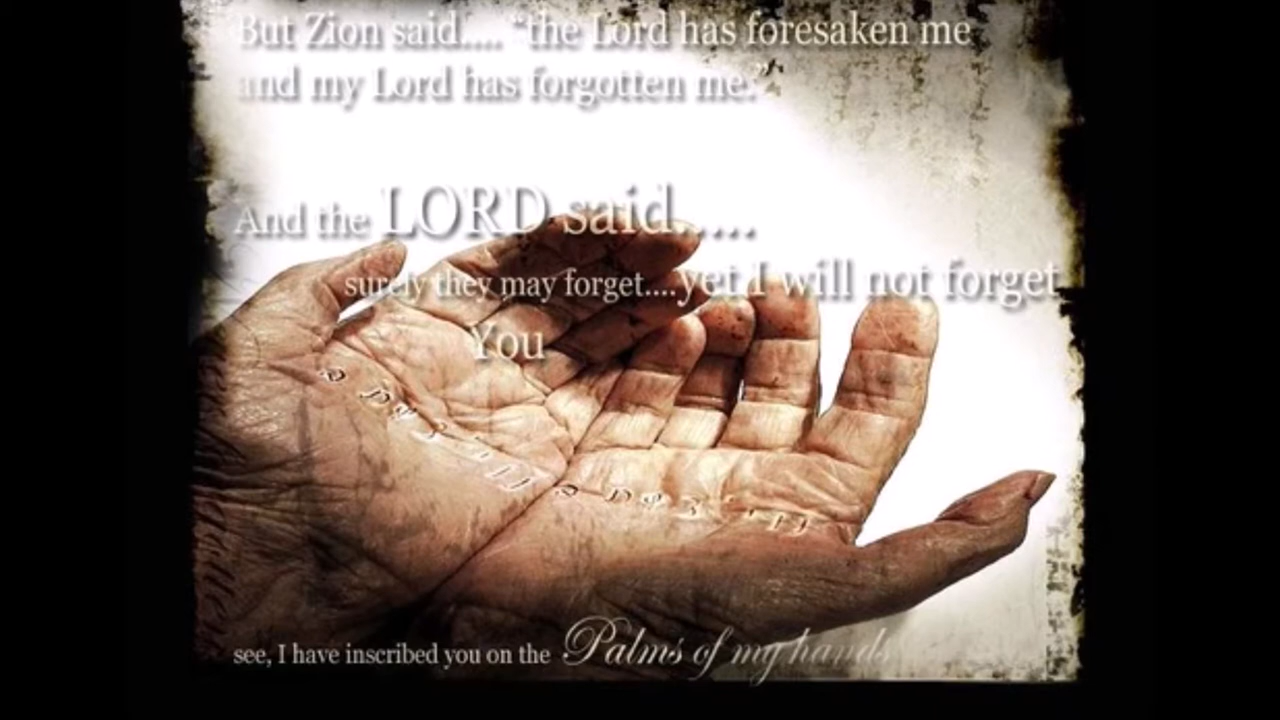 But Zion said.... “the Lord has foresaken me
and my Lord has forgotten me.”
And the LORD said.....
surely they may forget....yet I will not forget
You
see, I have inscribed you on the Palms of my hands